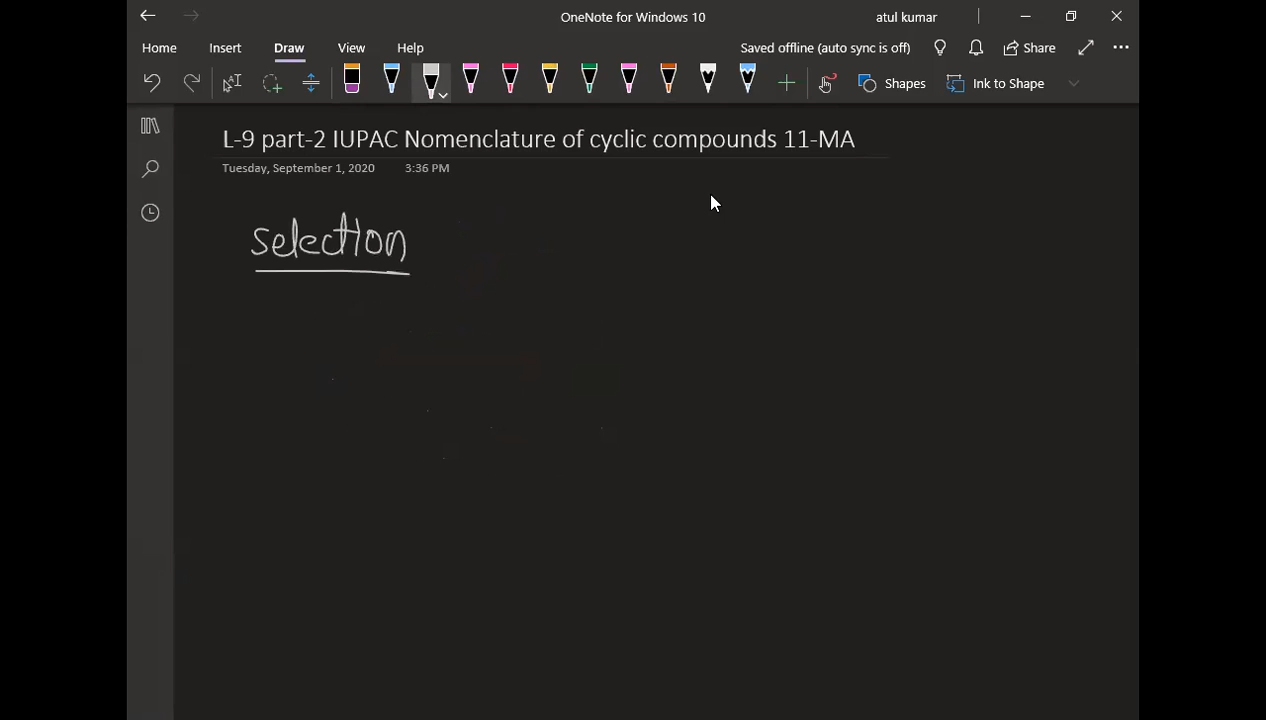 OneNote for Windows 10
atul kumar
Home Insert Draw View Help
Saved offline (auto sync is off)
Share
Shapes
Ink to Shape
L-9 part-2 IUPAC Nomenclature of cyclic compounds 11-MA
Tuesday, September 1, 2020 3:36 PM
selection